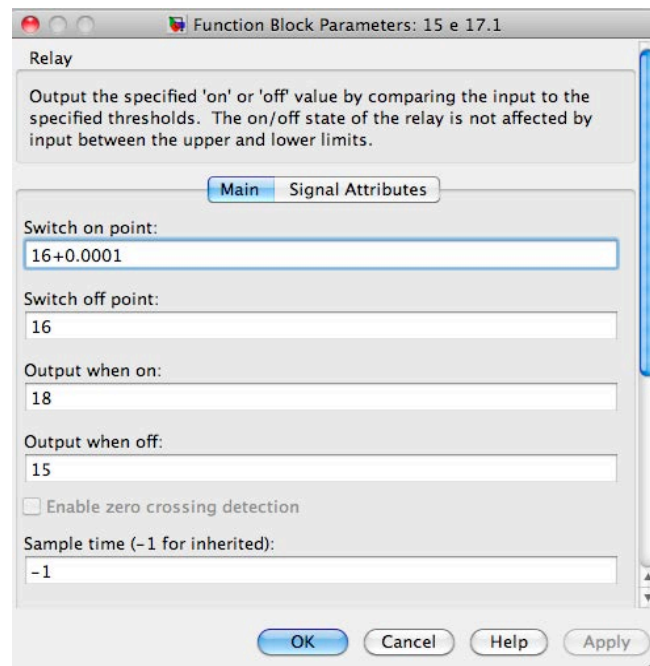 Function Block Parameters: 15 e 17.1
Relay
Output the specified 'on' or 'off' value by comparing the input to the
specified thresholds. The on/off state of the relay is not affected by
input between the upper and lower limits.
Main Signal Attributes
Switch on point:
16+0.0001
Switch off point:
16
Output when on:
18
Output when off:
15
Enable zero crossing detection
Sample time (-1 for inherited):
-1
OK Cancel Help Apply